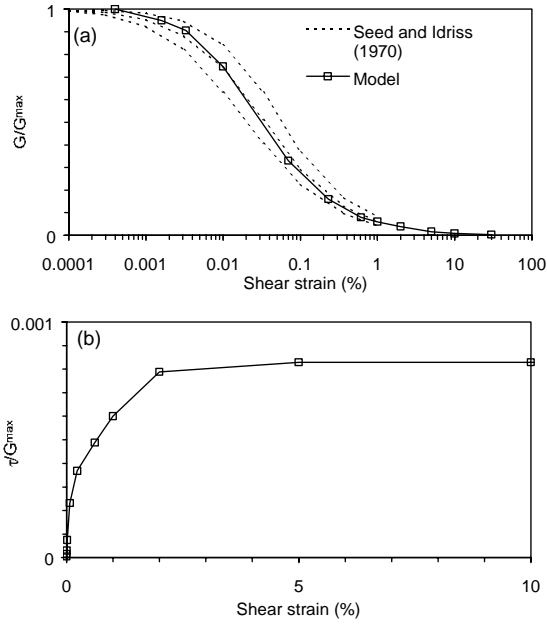 1
(a)
Seed and Idriss
(1970)
Model
G/Gmax
0
0.0001 0.001 0.01 0.1 1 10 100
Shear strain (%)
0.001
(b)
τ/Gmax
0
0 5 10
Shear strain (%)